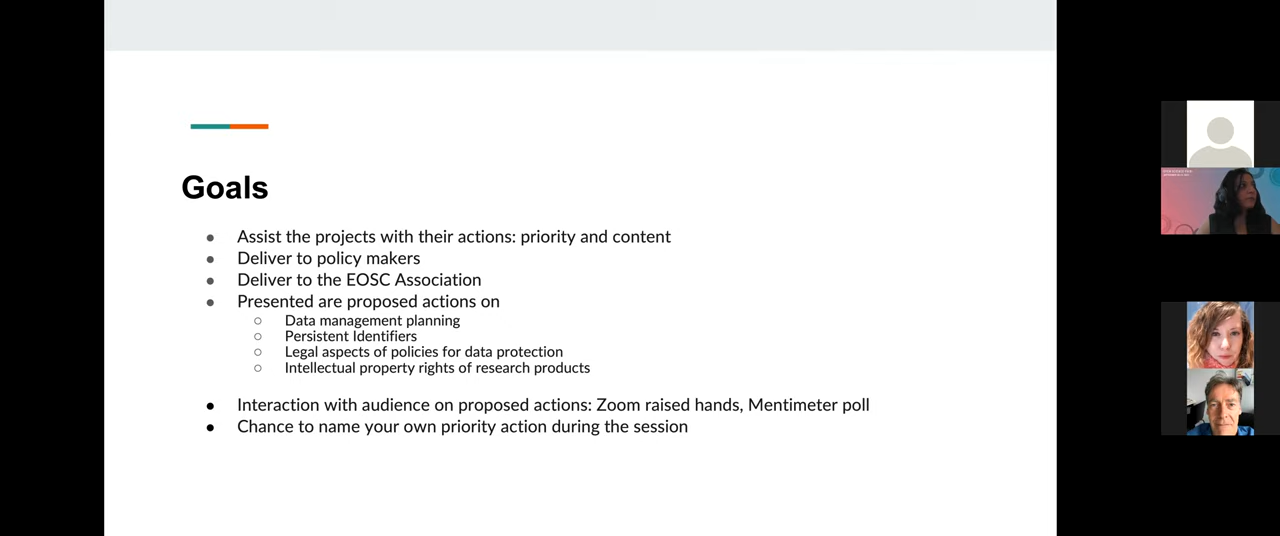 Goals
Assist the projects with their actions: priority and content
Deliver to policy makers
Deliver to the EOSC Association
Presented are proposed actions on
Data management planning
Persistent Identifiers
Legal aspects of policies for data protection
Intellectual property rights of research products
Interaction with audience on proposed actions: Zoom raised hands, Mentimeter poll
Chance to name your own priority action during the session